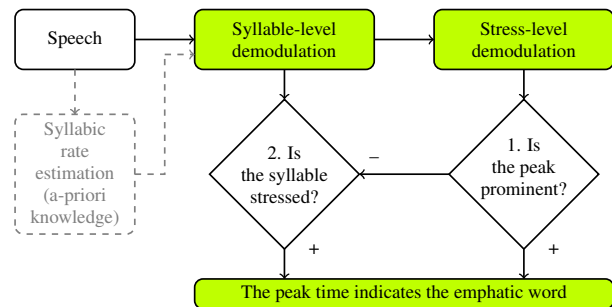 Speech
Syllable-level
demodulation
Stress-level
demodulation
Syllabic
rate
estimation
(a-priori
knowledge)
2. Is
the syllable
stressed?
–
1. Is
the peak
prominent?
+
+
The peak time indicates the emphatic word